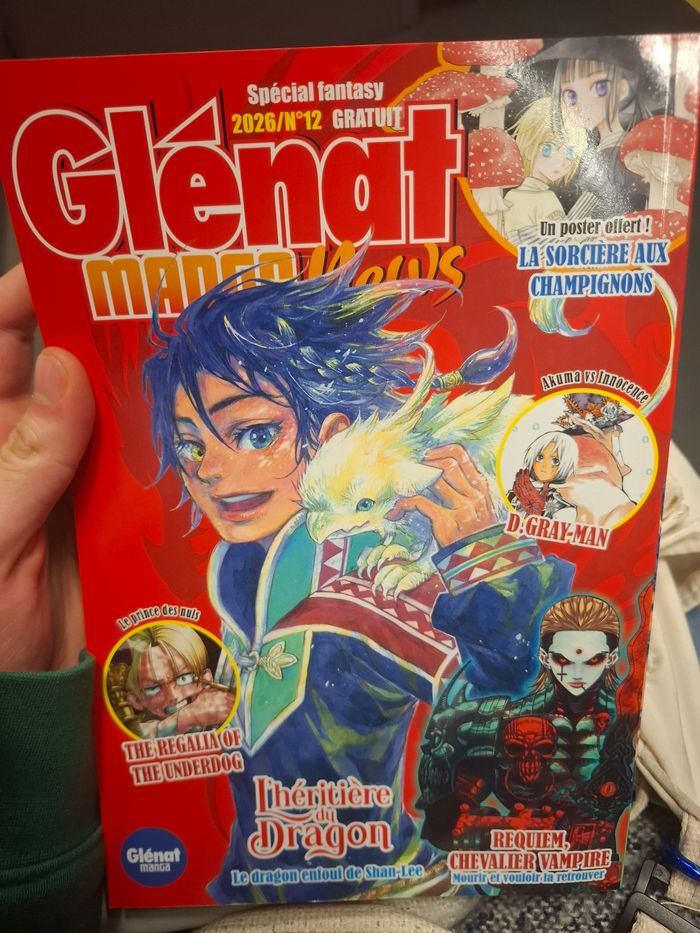 Spécial fantasy
2026/N°12 GRATUIT
Glénat
MANGA News
Un poster offert !
LA SORCIÈRE AUX
CHAMPIGNONS
Akuma vs Innocence
D.GRAY-MAN
Le prince des nuls
THE REGALIA OF
THE UNDERDOG
L'héritière
du
Dragon
Le dragon enfoui de Shan-Lee
REQUIEM,
CHEVALIER VAMPIRE
Mourir et vouloir la retrouver
Glénat
manga